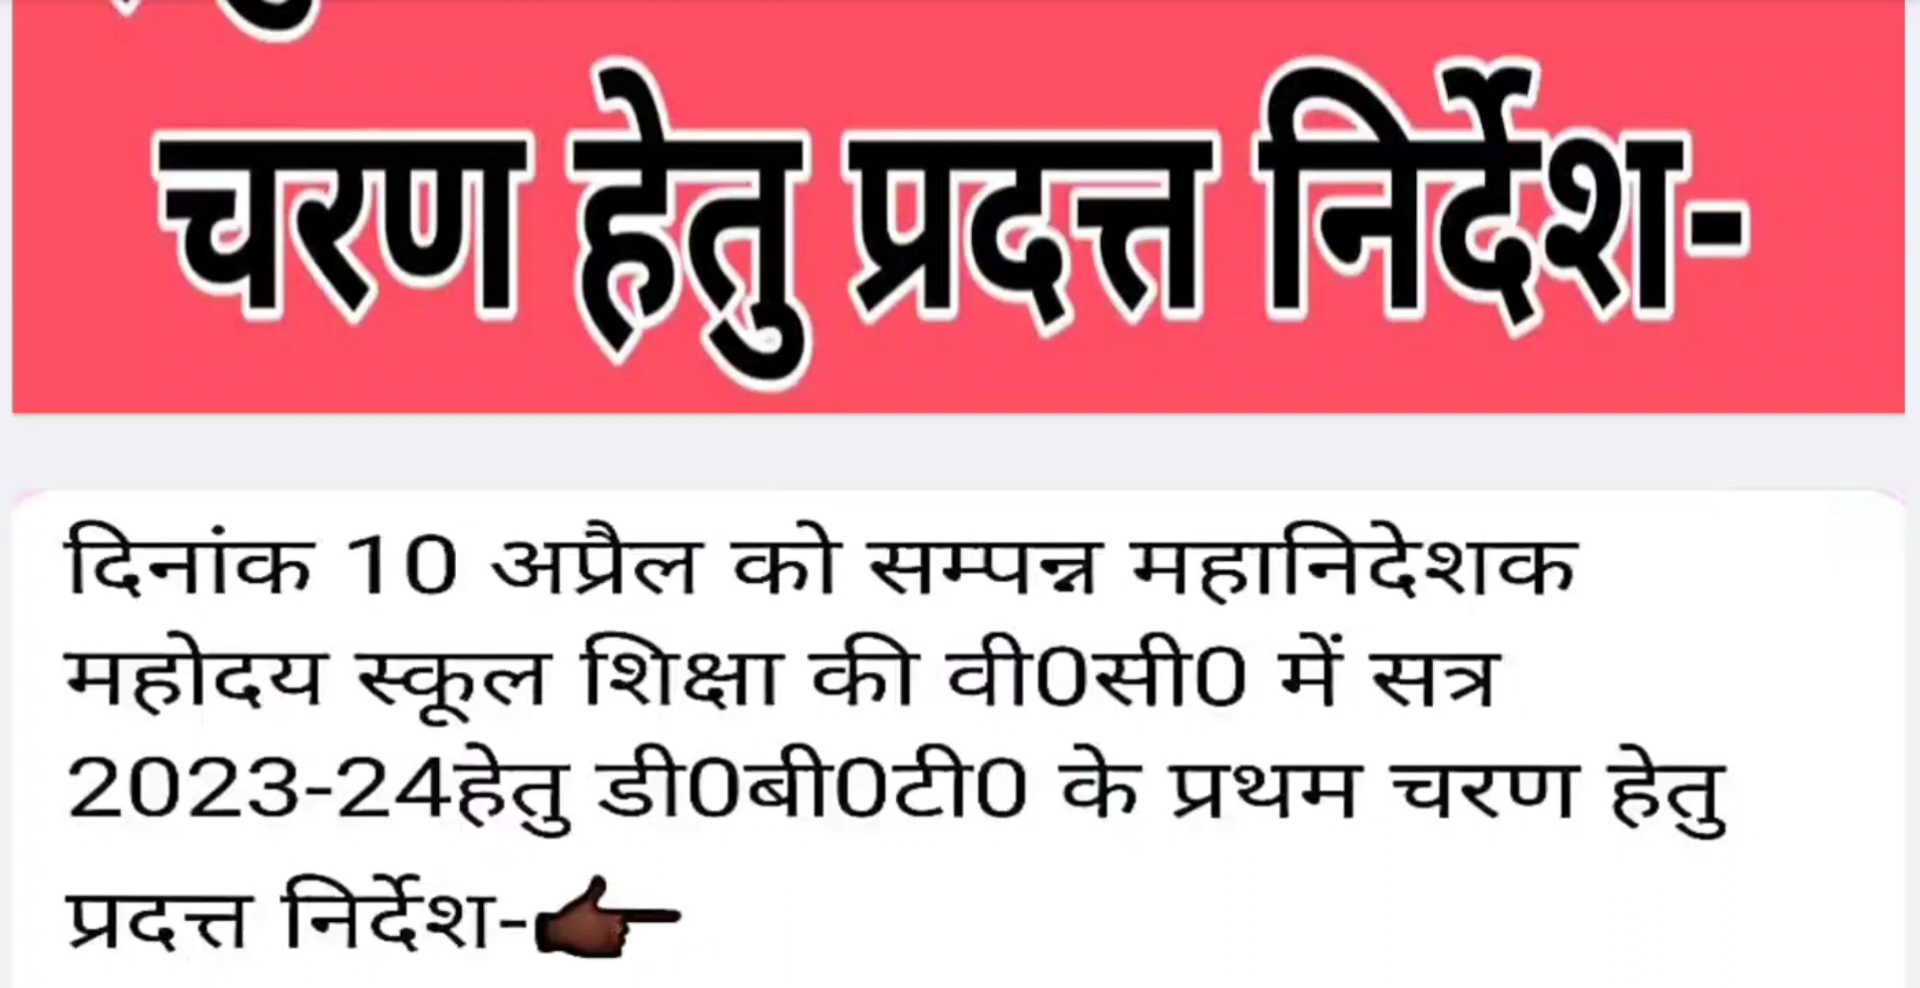 चरण हेतु प्रदत्त निर्देश-
दिनांक 10 अप्रैल को सम्पन्न महानिदेशक
महोदय स्कूल शिक्षा की वी0सी0 में सत्र
2023-24हेतु डी0बी0टी0 के प्रथम चरण हेतु
प्रदत्त निर्देश-